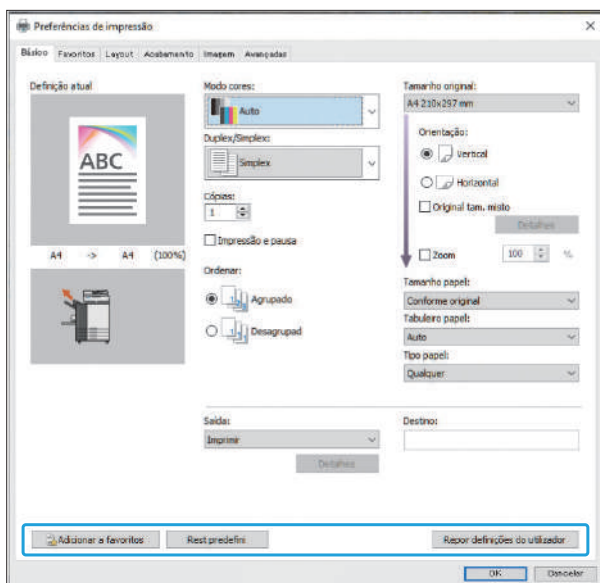 Preferências de impressão
Básico Favoritos Layout Acabamento Imagem Avançadas
Definição atual
ABC
A4 -> A4 (100%)
Modo cores:
Auto
Duplex/Simplex:
Simplex
Cópias:
1
Impressão e pausa
Ordenar:
Agrupado
Desagrupad
Tamanho original:
A4 210x297 mm
Orientação:
Vertical
Horizontal
Original tam. misto
Detalhes
Zoom 100 %
Tamanho papel:
Conforme original
Tabuleiro papel:
Auto
Tipo papel:
Qualquer
Saída:
Imprimir
Detalhes
Destino:
Adicionar a favoritos Rest predefini Repor definições do utilizador
OK Cancelar